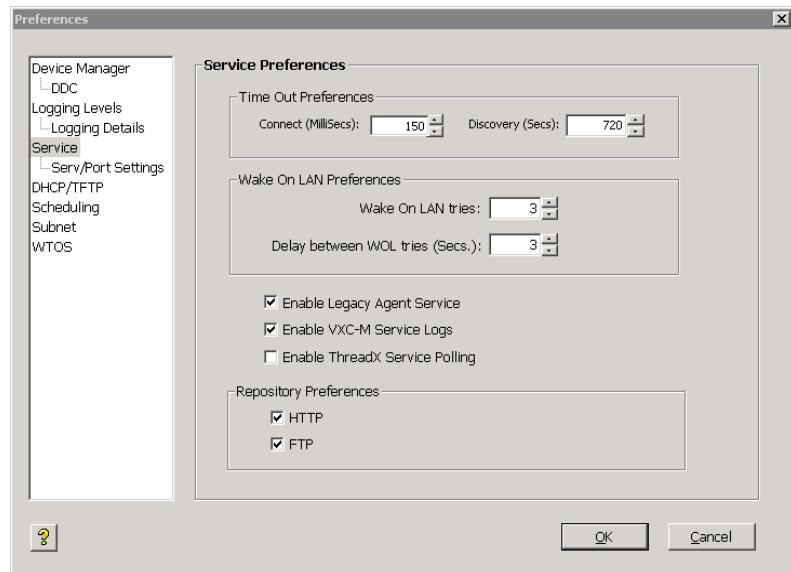 Preferences
Device Manager
DDC
Logging Levels
Logging Details
Service
Serv/Port Settings
DHCP/TFTP
Scheduling
Subnet
WTOS
Service Preferences
Time Out Preferences
Connect (MilliSecs): 150 Discovery (Secs): 720
Wake On LAN Preferences
Wake On LAN tries: 3
Delay between WOL tries (Secs.): 3
Enable Legacy Agent Service
Enable VXC-M Service Logs
Enable ThreadX Service Polling
Repository Preferences
HTTP
FTP
? OK Cancel